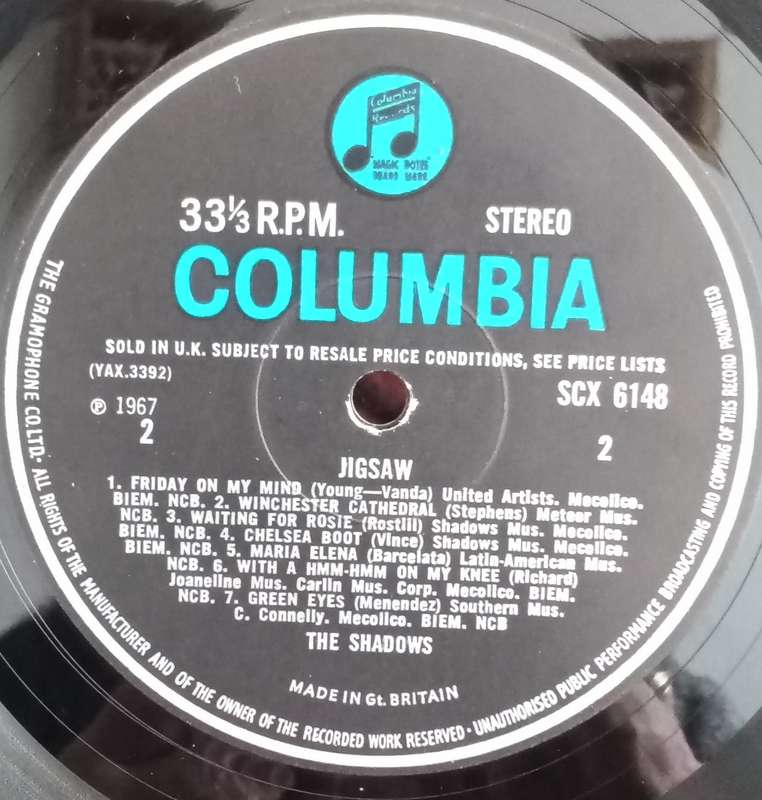 Columbia
Records
MAGIC NOTES
TRADE MARK
33⅓ R.P.M.
STEREO
COLUMBIA
SOLD IN U.K. SUBJECT TO RESALE PRICE CONDITIONS, SEE PRICE LISTS
(YAX.3392)
SCX 6148
℗ 1967
2
2
JIGSAW
1. FRIDAY ON MY MIND (Young—Vanda) United Artists. Mecolico.
BIEM. NCB. 2. WINCHESTER CATHEDRAL (Stephens) Meteor Mus.
NCB. 3. WAITING FOR ROSIE (Rostill) Shadows Mus. Mecolico.
BIEM. NCB. 4. CHELSEA BOOT (Vince) Shadows Mus. Mecolico.
BIEM. NCB. 5. MARIA ELENA (Barcelata) Latin-American Mus.
NCB. 6. WITH A HMM-HMM ON MY KNEE (Richard)
Joaneline Mus. Carlin Mus. Corp. Mecolico. BIEM.
NCB. 7. GREEN EYES (Menendez) Southern Mus.
C. Connelly. Mecolico. BIEM. NCB
THE SHADOWS
MADE IN Gt. BRITAIN
THE GRAMOPHONE CO. LTD. · ALL RIGHTS OF THE MANUFACTURER AND OF THE OWNER OF THE RECORDED WORK RESERVED · UNAUTHORISED PUBLIC PERFORMANCE BROADCASTING AND COPYING OF THIS RECORD PROHIBITED